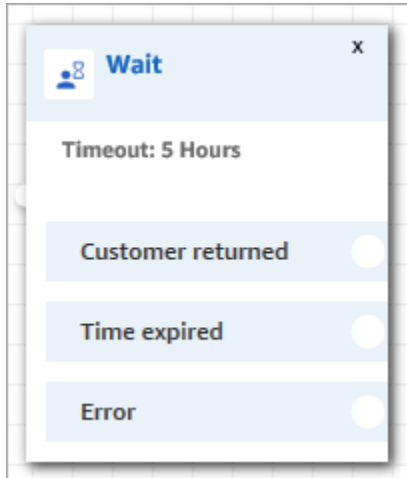 Wait
x
Timeout: 5 Hours
Customer returned
Time expired
Error